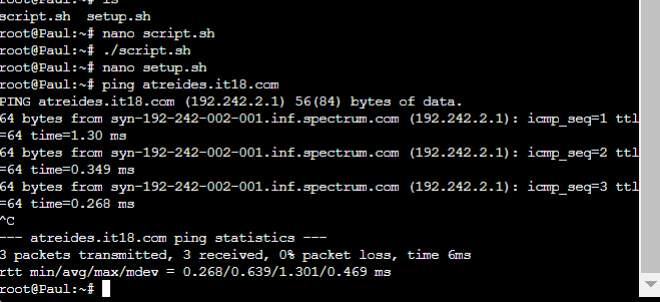 root@Paul:~# ls
script.sh  setup.sh
root@Paul:~# nano script.sh
root@Paul:~# ./script.sh
root@Paul:~# nano setup.sh
root@Paul:~# ping atreides.it18.com
PING atreides.it18.com (192.242.2.1) 56(84) bytes of data.
64 bytes from syn-192-242-002-001.inf.spectrum.com (192.242.2.1): icmp_seq=1 ttl
=64 time=1.30 ms
64 bytes from syn-192-242-002-001.inf.spectrum.com (192.242.2.1): icmp_seq=2 ttl
=64 time=0.349 ms
64 bytes from syn-192-242-002-001.inf.spectrum.com (192.242.2.1): icmp_seq=3 ttl
=64 time=0.268 ms
^C
--- atreides.it18.com ping statistics ---
3 packets transmitted, 3 received, 0% packet loss, time 6ms
rtt min/avg/max/mdev = 0.268/0.639/1.301/0.469 ms
root@Paul:~#